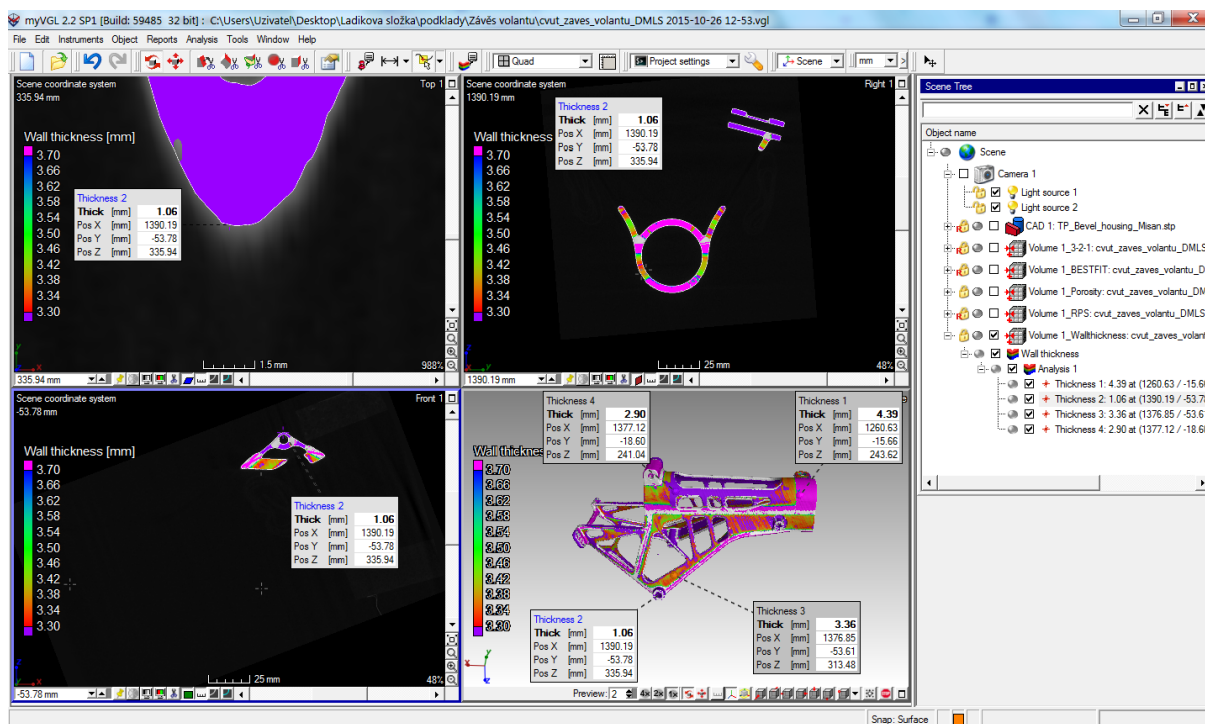 myVGL 2.2 SP1 [Build: 59485 32 bit] : C:\Users\Uzivatel\Desktop\Ladikova složka\podklady\Závěs volantu\cvut_zaves_volantu_DMLS 2015-10-26 12-53.vgl
File Edit Instruments Object Reports Analysis Tools Window Help
Quad
Project settings
Scene
mm
Scene coordinate system
Top 1
335.94 mm
Wall thickness [mm]
3.70
3.66
3.62
3.58
3.54
3.50
3.46
3.42
3.38
3.34
3.30
Thickness 2
Thick [mm] 1.06
Pos X [mm] 1390.19
Pos Y [mm] -53.78
Pos Z [mm] 335.94
1.5 mm
988%
335.94 mm
Scene coordinate system
Right 1
1390.19 mm
Wall thickness [mm]
3.70
3.66
3.62
3.58
3.54
3.50
3.46
3.42
3.38
3.34
3.30
Thickness 2
Thick [mm] 1.06
Pos X [mm] 1390.19
Pos Y [mm] -53.78
Pos Z [mm] 335.94
25 mm
48%
1390.19 mm
Scene coordinate system
Front 1
-53.78 mm
Wall thickness [mm]
3.70
3.66
3.62
3.58
3.54
3.50
3.46
3.42
3.38
3.34
3.30
Thickness 2
Thick [mm] 1.06
Pos X [mm] 1390.19
Pos Y [mm] -53.78
Pos Z [mm] 335.94
25 mm
48%
-53.78 mm
Thickness 4
Thick [mm] 2.90
Pos X [mm] 1377.12
Pos Y [mm] -18.60
Pos Z [mm] 241.04
Thickness 1
Thick [mm] 4.39
Pos X [mm] 1260.63
Pos Y [mm] -15.66
Pos Z [mm] 243.62
Wall thickness
3.70
3.66
3.62
3.58
3.54
3.50
3.46
3.42
3.38
3.34
3.30
Thickness 2
Thick [mm] 1.06
Pos X [mm] 1390.19
Pos Y [mm] -53.78
Pos Z [mm] 335.94
Thickness 3
Thick [mm] 3.36
Pos X [mm] 1376.85
Pos Y [mm] -53.61
Pos Z [mm] 313.48
Preview: 2 4x 2x 1x
Scene Tree
Object name
Scene
Camera 1
Light source 1
Light source 2
CAD 1: TP_Bevel_housing_Misan.stp
Volume 1_3-2-1: cvut_zaves_volantu_DMLS
Volume 1_BESTFIT: cvut_zaves_volantu_D
Volume 1_Porosity: cvut_zaves_volantu_DM
Volume 1_RPS: cvut_zaves_volantu_DMLS
Volume 1_Wallthickness: cvut_zaves_volant
Wall thickness
Analysis 1
Thickness 1: 4.39 at (1260.63 / -15.66
Thickness 2: 1.06 at (1390.19 / -53.78
Thickness 3: 3.36 at (1376.85 / -53.61
Thickness 4: 2.90 at (1377.12 / -18.60
Snap: Surface